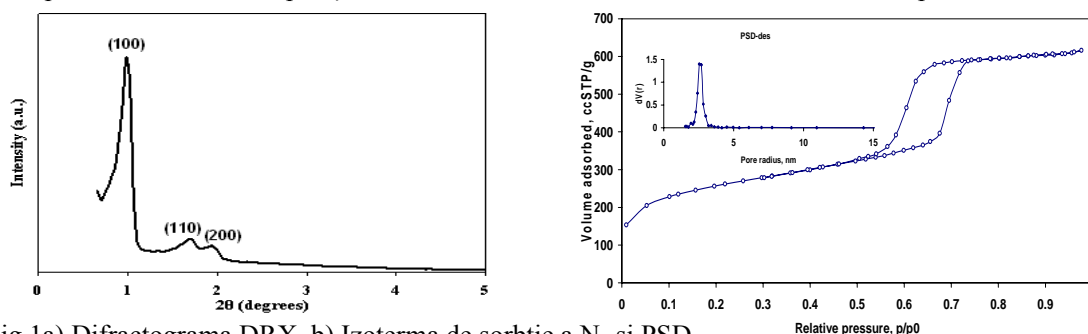 (100)
(110)
(200)
Intensity (a.u.)
0 1 2 3 4 5
2θ (degrees)
700
600
500
400
300
200
100
0
Volume adsorbed, ccSTP/g
PSD-des
1.5
1
0.5
0
dV(r)
0 5 10 15
Pore radius, nm
0 0.1 0.2 0.3 0.4 0.5 0.6 0.7 0.8 0.9
Relative pressure, p/p0
a) Difractograma DRX, b) Izoterma de sorbtie a N2 si PSD